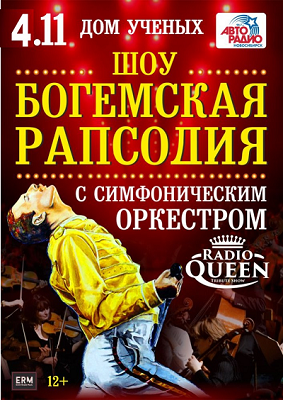 4.11 ДОМ УЧЕНЫХ
АВТО
РАДИО
НОВОСИБИРСК
ШОУ
БОГЕМСКАЯ
РАПСОДИЯ
С СИМФОНИЧЕСКИМ
ОРКЕСТРОМ
RADIO
QUEEN
TRIBUTE SHOW
ERM
12+